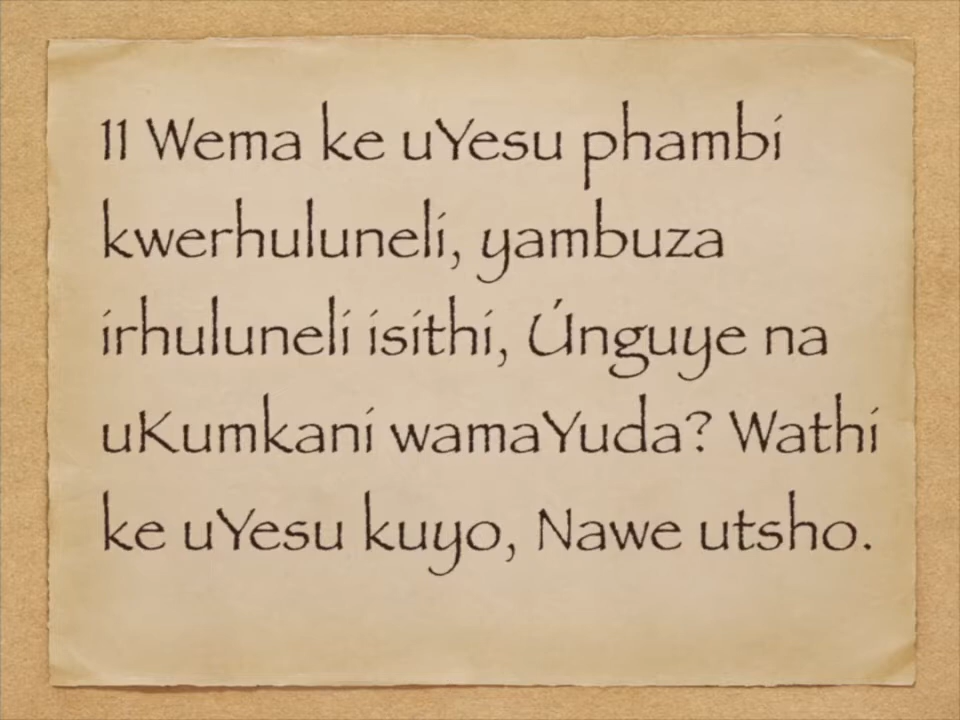 11 Wema ke uYesu phambi
kwerhuluneli, yambuza
irhuluneli isithi, Únguye na
uKumkani wamaYuda? Wathi
ke uYesu kuyo, Nawe utsho.